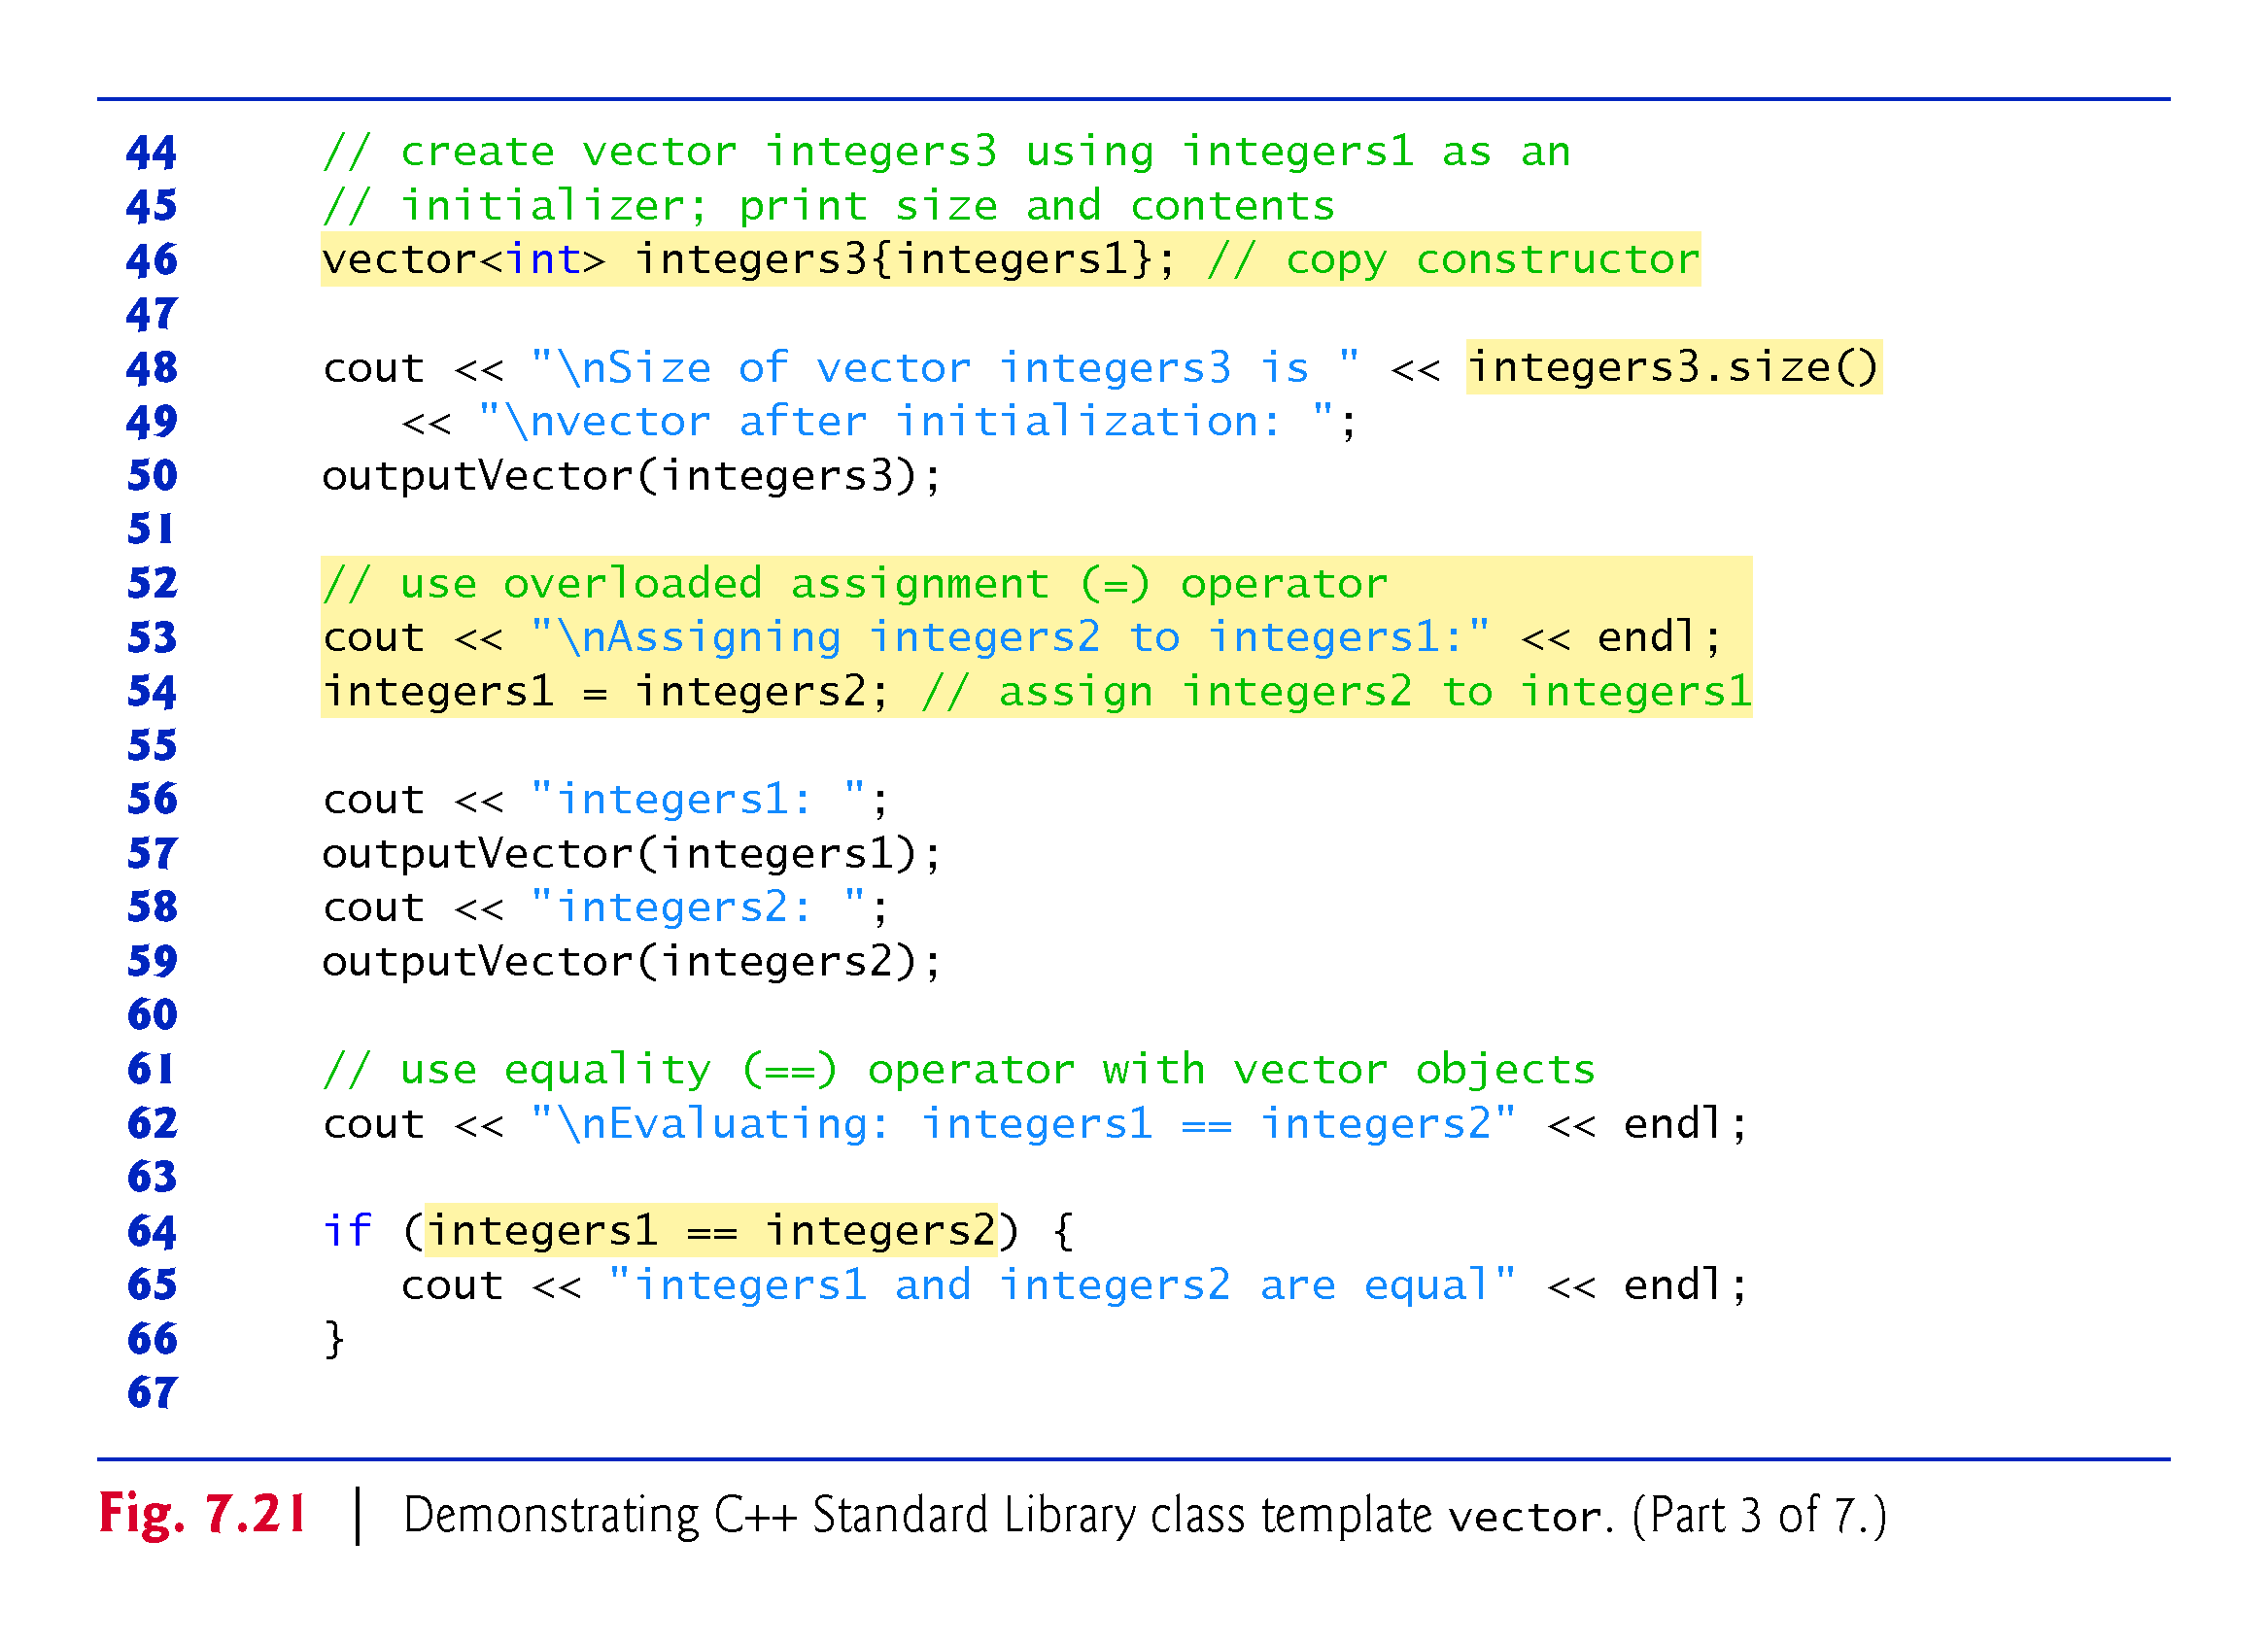 44 // create vector integers3 using integers1 as an
45 // initializer; print size and contents
46 vector<int> integers3{integers1}; // copy constructor
47
48 cout << "\nSize of vector integers3 is " << integers3.size()
49    << "\nvector after initialization: ";
50 outputVector(integers3);
51
52 // use overloaded assignment (=) operator
53 cout << "\nAssigning integers2 to integers1:" << endl;
54 integers1 = integers2; // assign integers2 to integers1
55
56 cout << "integers1: ";
57 outputVector(integers1);
58 cout << "integers2: ";
59 outputVector(integers2);
60
61 // use equality (==) operator with vector objects
62 cout << "\nEvaluating: integers1 == integers2" << endl;
63
64 if (integers1 == integers2) {
65    cout << "integers1 and integers2 are equal" << endl;
66 }
67
Fig. 7.21 | Demonstrating C++ Standard Library class template vector. (Part 3 of 7.)